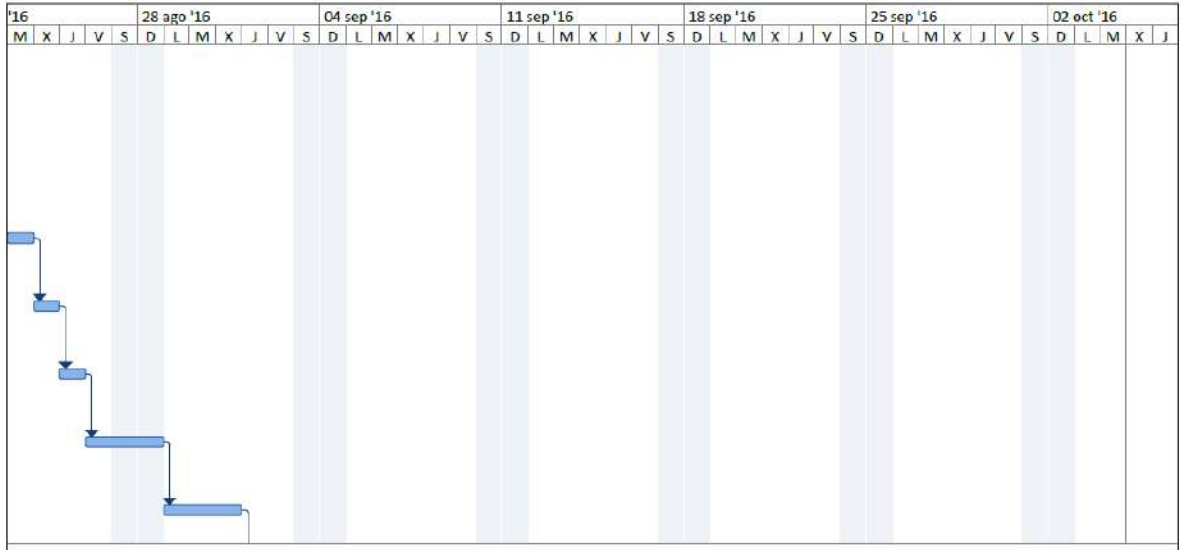 '16 28 ago '16 04 sep '16 11 sep '16 18 sep '16 25 sep '16 02 oct '16
M X J V S D L M X J V S D L M X J V S D L M X J V S D L M X J V S D L M X J V S D L M X J